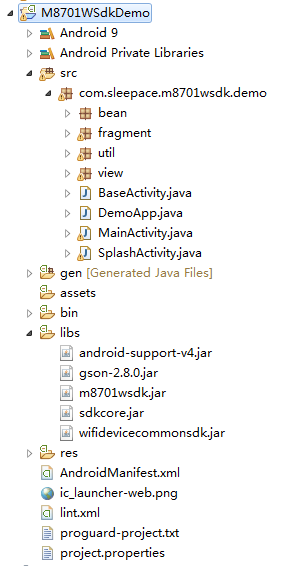 M8701WSdkDemo
Android 9
Android Private Libraries
src
com.sleepace.m8701wsdk.demo
bean
fragment
util
view
BaseActivity.java
DemoApp.java
MainActivity.java
SplashActivity.java
gen [Generated Java Files]
assets
bin
libs
android-support-v4.jar
gson-2.8.0.jar
m8701wsdk.jar
sdkcore.jar
wifidevicecommonsdk.jar
res
AndroidManifest.xml
ic_launcher-web.png
lint.xml
proguard-project.txt
project.properties